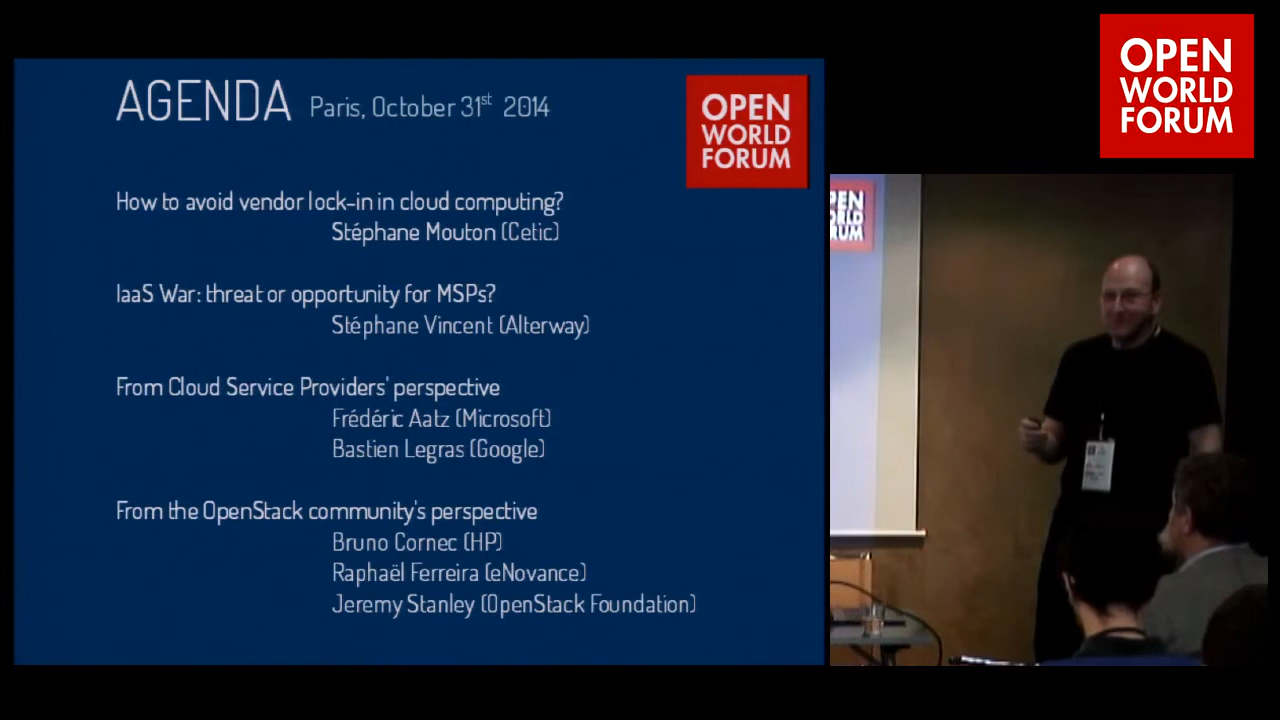 AGENDA Paris, October 31st 2014
OPEN
WORLD
FORUM
How to avoid vendor lock-in in cloud computing?
Stéphane Mouton (Cetic)
IaaS War: threat or opportunity for MSPs?
Stéphane Vincent (Alterway)
From Cloud Service Providers' perspective
Frédéric Aatz (Microsoft)
Bastien Legras (Google)
From the OpenStack community's perspective
Bruno Cornec (HP)
Raphaël Ferreira (eNovance)
Jeremy Stanley (OpenStack Foundation)
OPEN
WORLD
FORUM
PEN
RLD
RUM